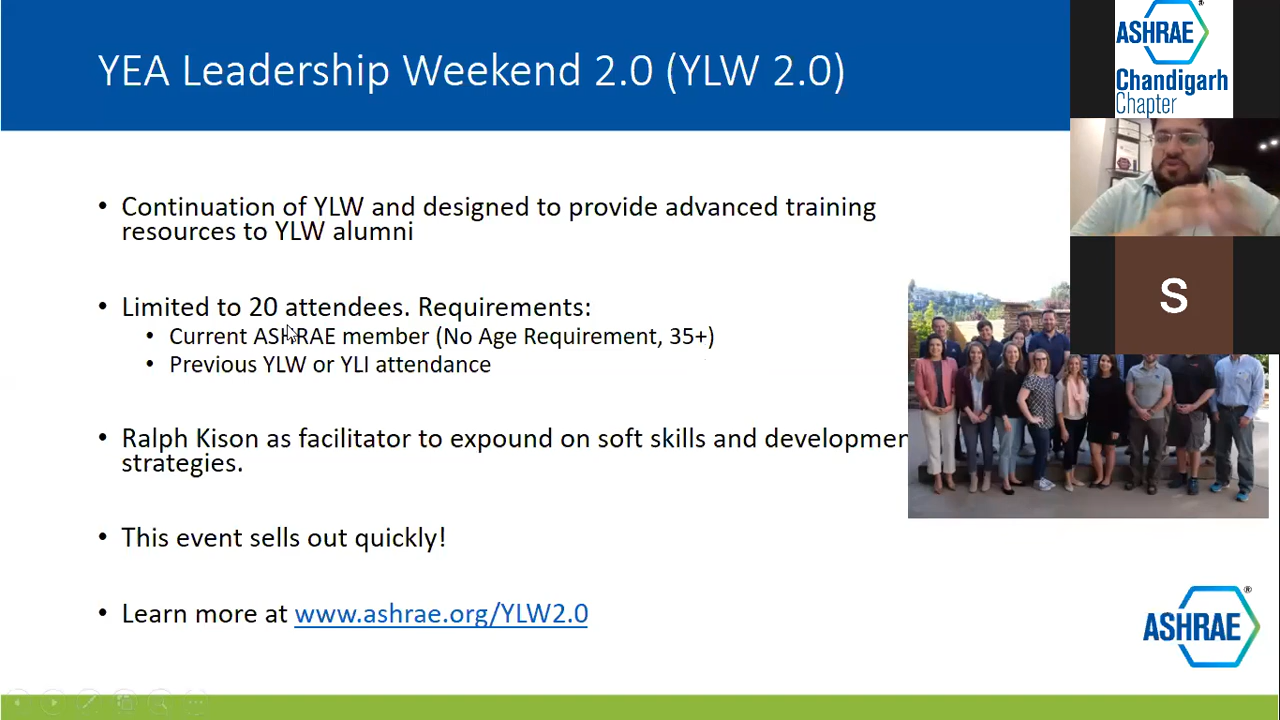 YEA Leadership Weekend 2.0 (YLW 2.0)
• Continuation of YLW and designed to provide advanced training
resources to YLW alumni
• Limited to 20 attendees. Requirements:
• Current ASHRAE member (No Age Requirement, 35+)
• Previous YLW or YLI attendance
• Ralph Kison as facilitator to expound on soft skills and developmen
strategies.
• This event sells out quickly!
• Learn more at www.ashrae.org/YLW2.0
ASHRAE
Chandigarh
Chapter
S
ASHRAE